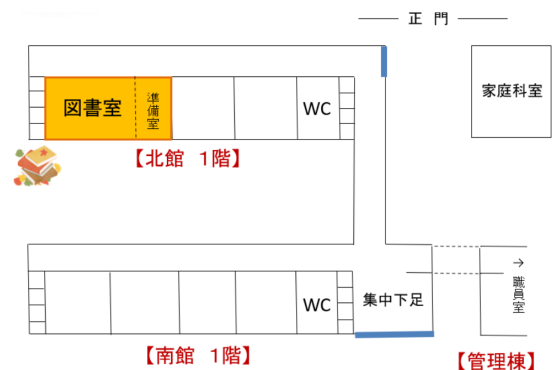 正 門
図書室
準備室
WC
家庭科室
【北館 1階】
WC
集中下足
→
職員室
【南館 1階】
【管理棟】